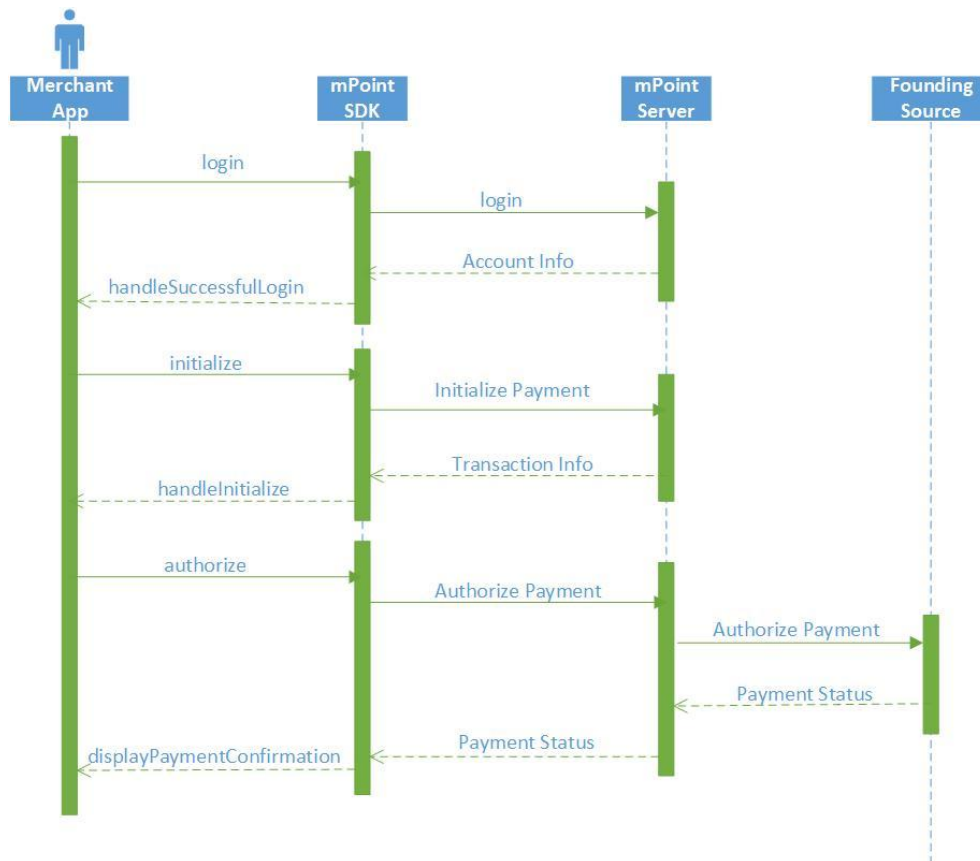 Merchant
App
mPoint
SDK
mPoint
Server
Founding
Source
login
login
Account Info
handleSuccessfulLogin
initialize
Initialize Payment
Transaction Info
handleInitialize
authorize
Authorize Payment
Authorize Payment
Payment Status
Payment Status
displayPaymentConfirmation